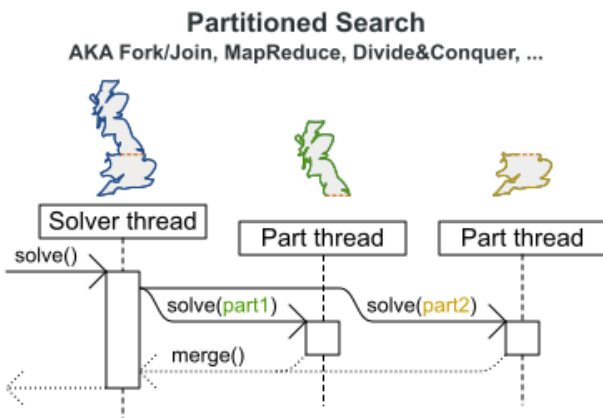 Partitioned Search
AKA Fork/Join, MapReduce, Divide&Conquer, ...
Solver thread
Part thread
Part thread
solve()
solve(part1)
solve(part2)
merge()